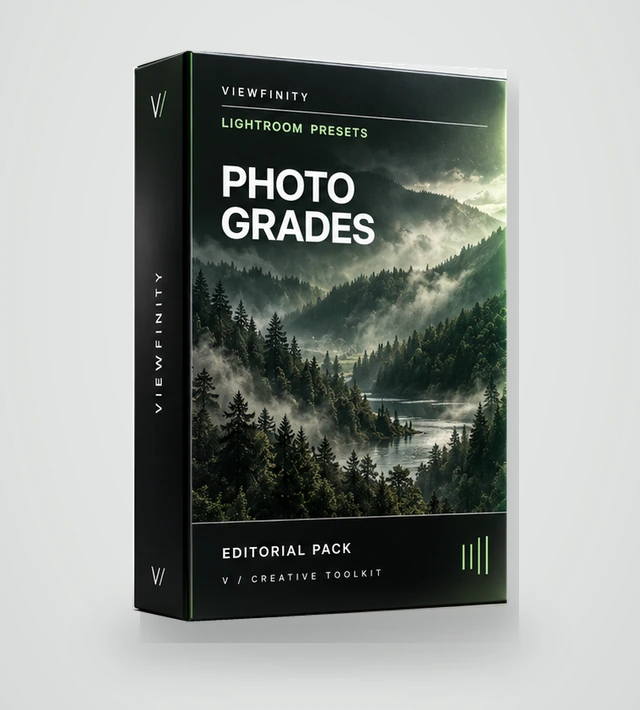 V/
VIEWFINITY
V/
VIEWFINITY
LIGHTROOM PRESETS
PHOTO
GRADES
EDITORIAL PACK
V / CREATIVE TOOLKIT